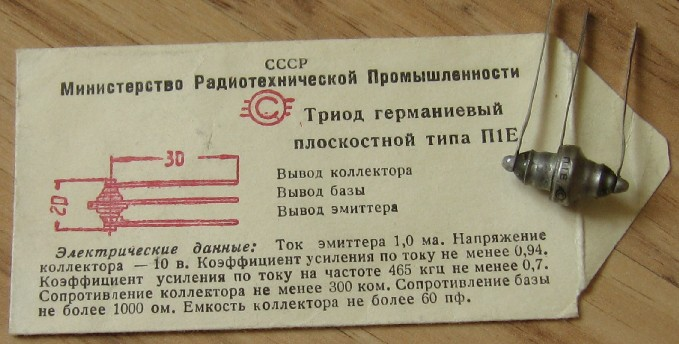 СССР
Министерство Радиотехнической Промышленности
Триод германиевый
плоскостной типа П1Е
30
20
Вывод коллектора
Вывод базы
Вывод эмиттера
Электрические данные: Ток эмиттера 1,0 ма. Напряжение
коллектора — 10 в. Коэффициент усиления по току не менее 0,94.
Коэффициент усиления по току на частоте 465 кгц не менее 0,7.
Сопротивление коллектора не менее 300 ком. Сопротивление базы
не более 1000 ом. Емкость коллектора не более 60 пф.